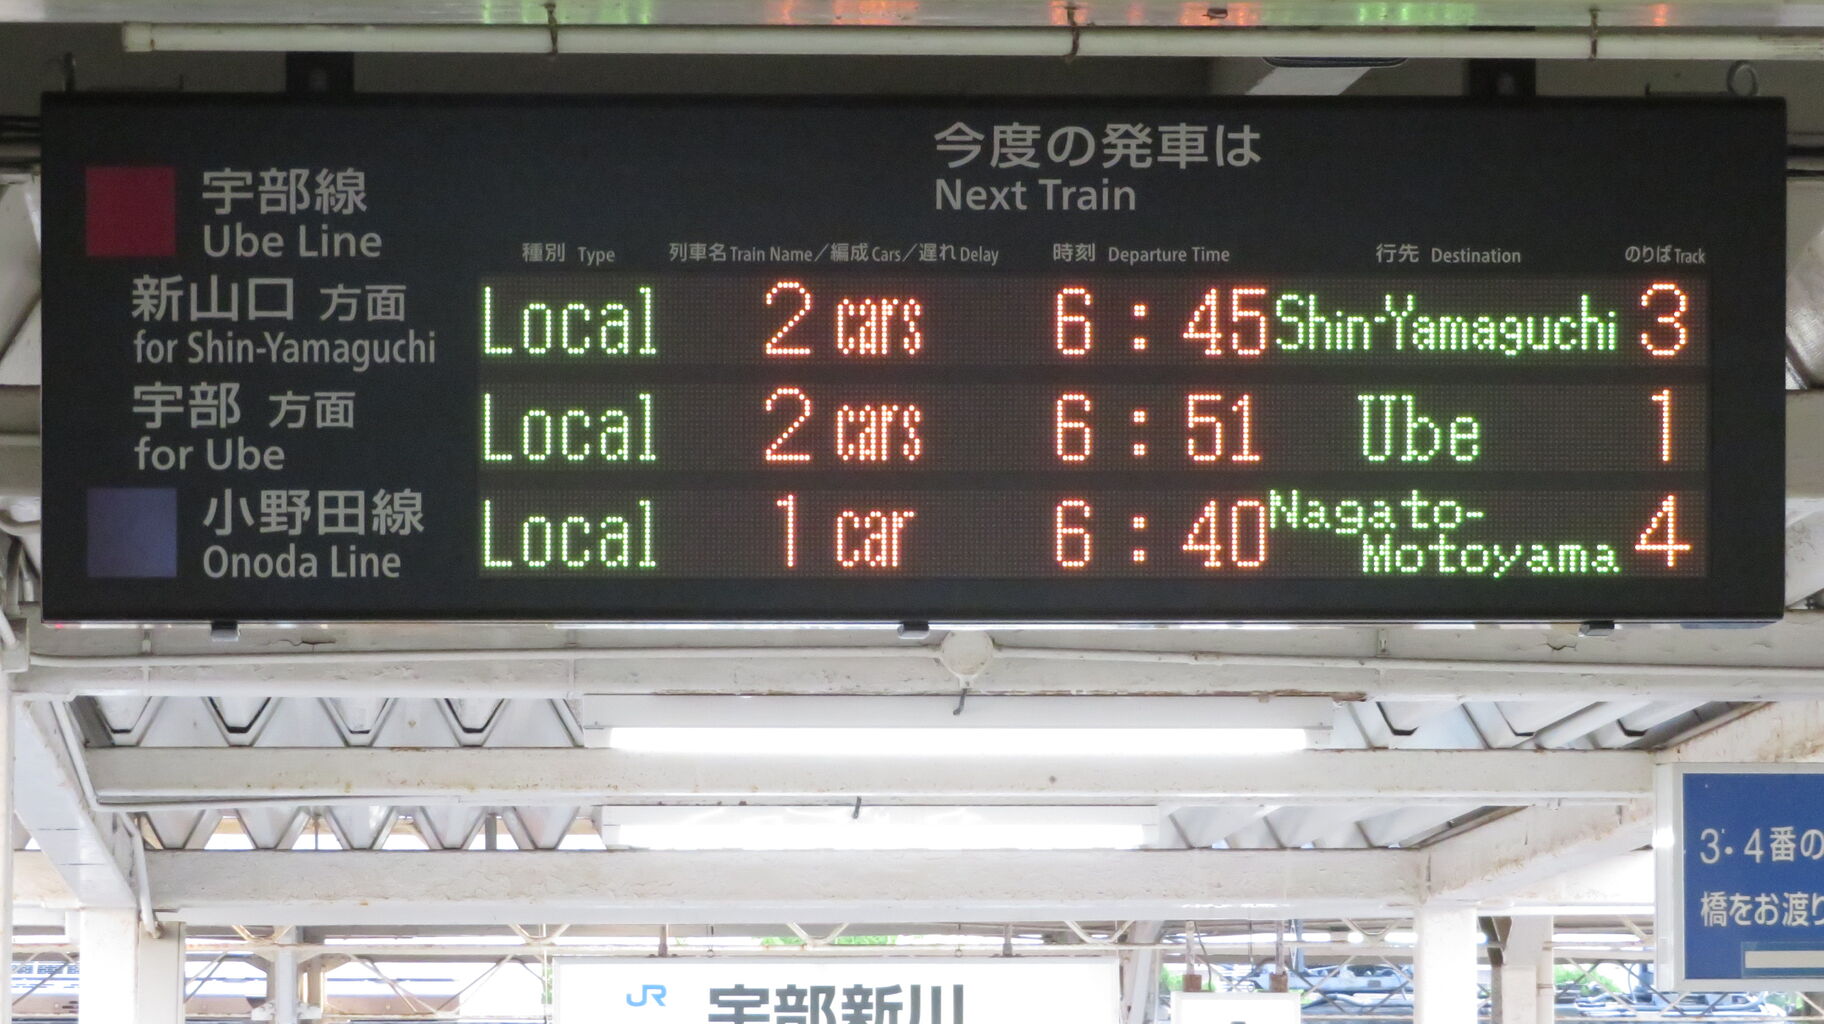 今度の発車は
Next Train
宇部線
Ube Line
種別 Type 列車名 Train Name／編成 Cars／遅れ Delay 時刻 Departure Time 行先 Destination のりば Track
新山口 方面
for Shin-Yamaguchi
Local 2 cars 6:45 Shin-Yamaguchi 3
宇部 方面
for Ube
Local 2 cars 6:51 Ube 1
小野田線
Onoda Line
Local 1 car 6:40 Nagato-
Motoyama 4
3・4番の
橋をお渡り
JR 宇部新川